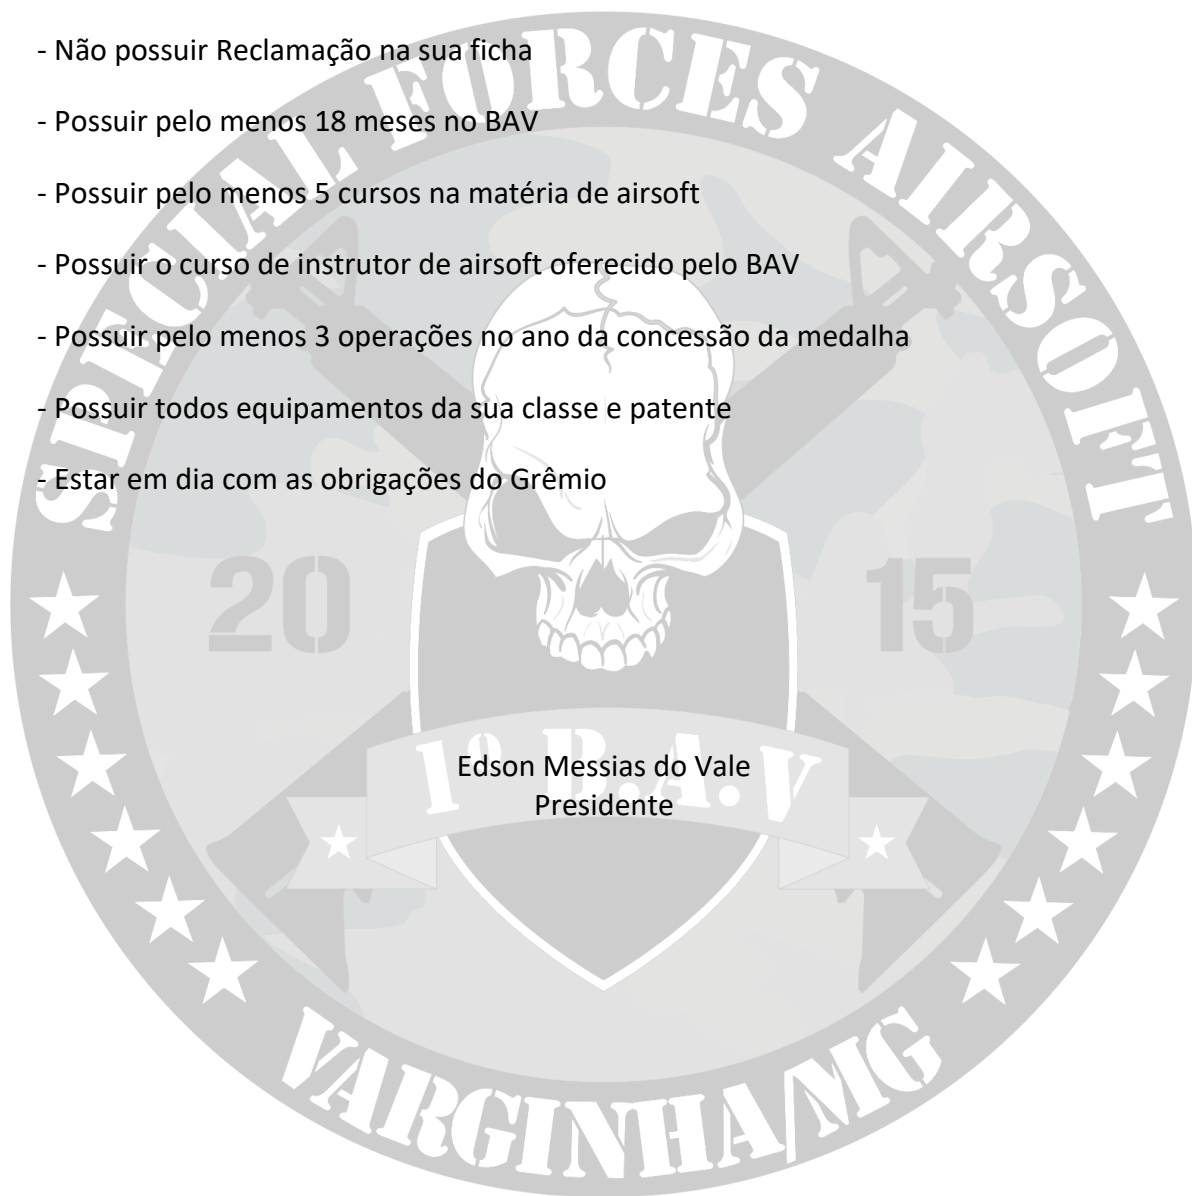 - Não possuir Reclamação na sua ficha
- Possuir pelo menos 18 meses no BAV
- Possuir pelo menos 5 cursos na matéria de airsoft
- Possuir o curso de instrutor de airsoft oferecido pelo BAV
- Possuir pelo menos 3 operações no ano da concessão da medalha
- Possuir todos equipamentos da sua classe e patente
- Estar em dia com as obrigações do Grêmio
SPECIAL FORCES AIRSOFT
20 15
1º B.A.V
Edson Messias do Vale
Presidente
VARGINHA/MG